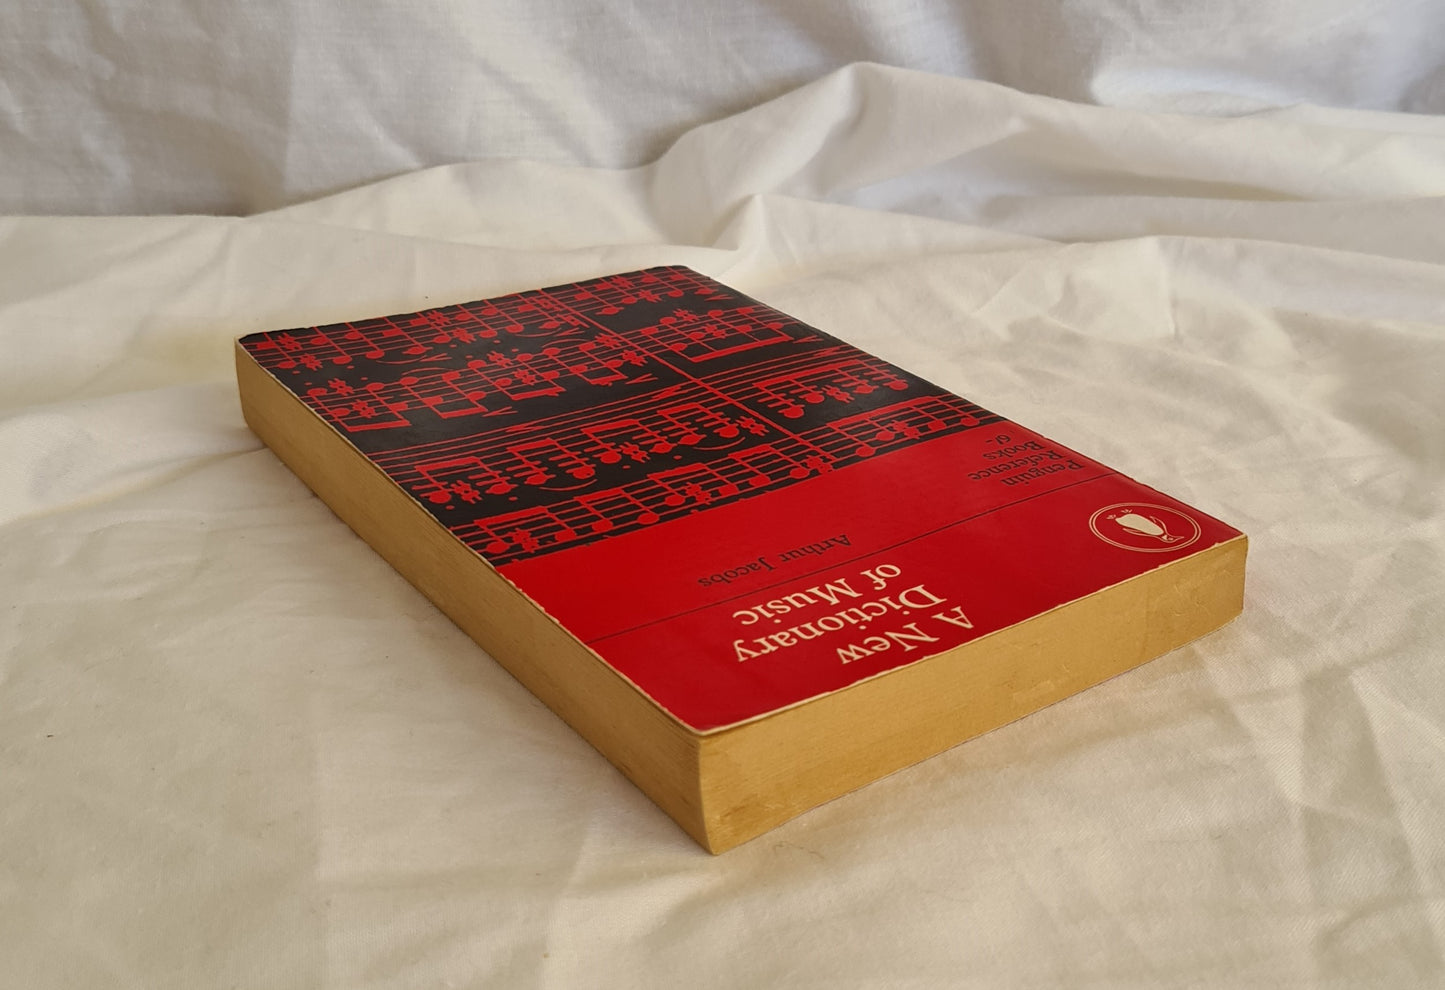 A New
Dictionary
of Music
Arthur Jacobs
Penguin
Reference
Books
6/-